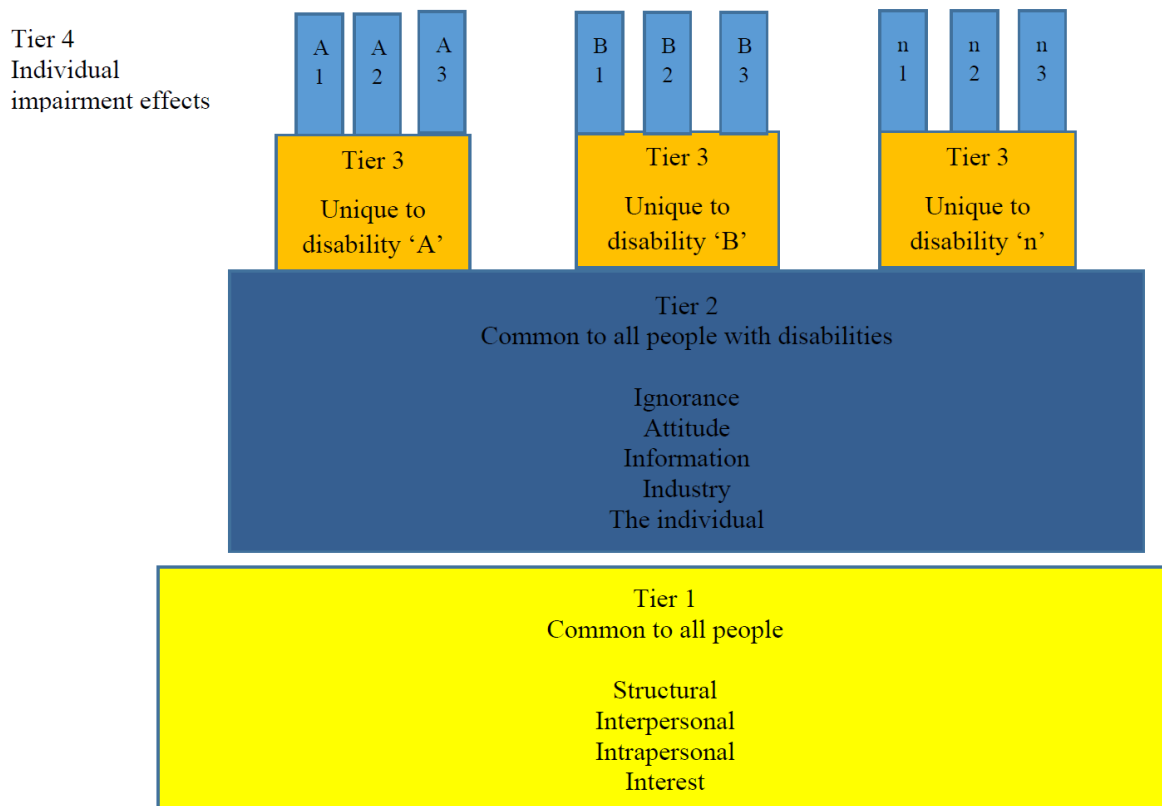 Tier 4
Individual
impairment effects
A
1
A
2
A
3
B
1
B
2
B
3
n
1
n
2
n
3
Tier 3
Unique to
disability ‘A’
Tier 3
Unique to
disability ‘B’
Tier 3
Unique to
disability ‘n’
Tier 2
Common to all people with disabilities
Ignorance
Attitude
Information
Industry
The individual
Tier 1
Common to all people
Structural
Interpersonal
Intrapersonal
Interest